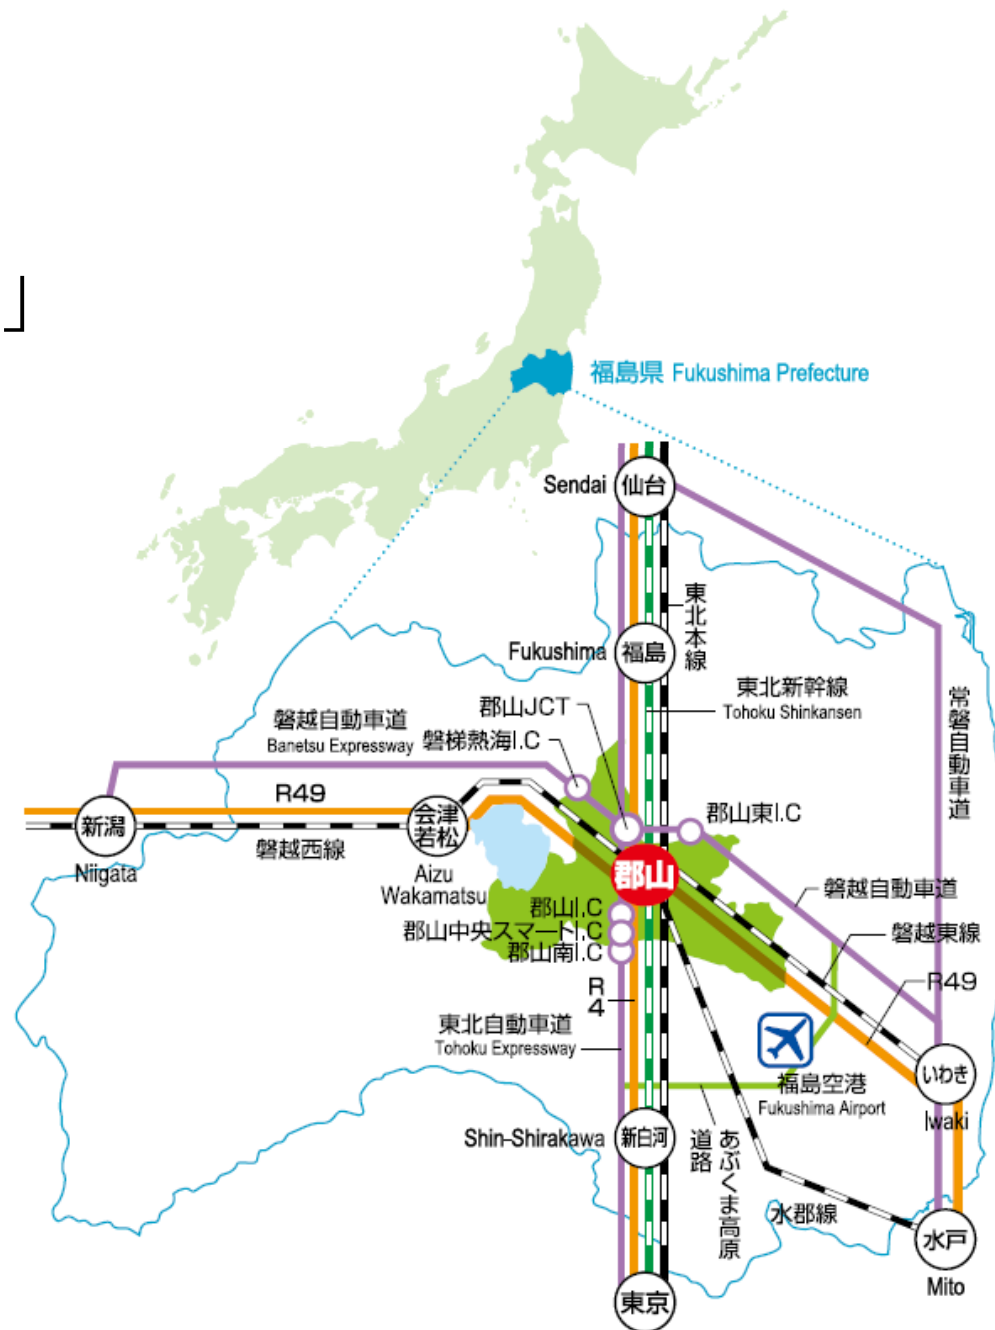 」
福島県 Fukushima Prefecture
Sendai
仙台
東北本線
Fukushima
福島
東北新幹線
Tohoku Shinkansen
常磐自動車道
郡山JCT
磐越自動車道
Banetsu Expressway
磐梯熱海I.C
R49
郡山東I.C
新潟
Niigata
会津
若松
Aizu
Wakamatsu
磐越西線
郡山
磐越自動車道
郡山I.C
郡山中央スマートI.C
郡山南I.C
磐越東線
R49
R
4
東北自動車道
Tohoku Expressway
福島空港
Fukushima Airport
いわき
Iwaki
Shin-Shirakawa
新白河
あぶくま高原
道路
水郡線
水戸
Mito
東京